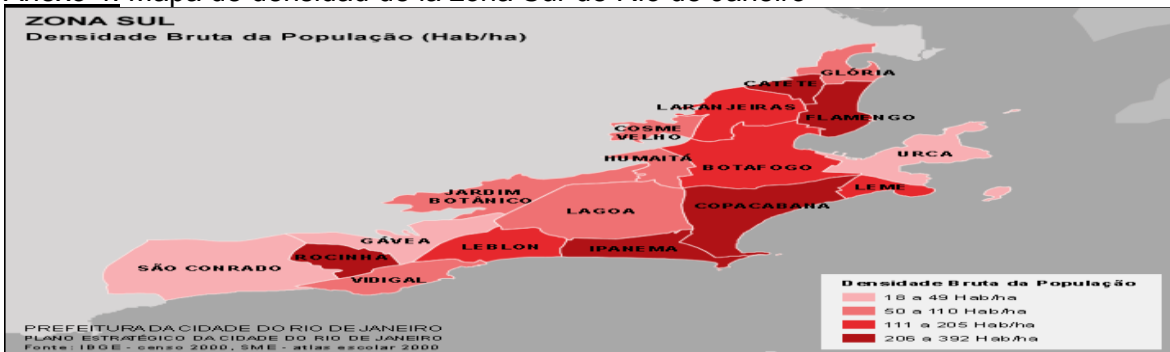 Anexo 4. Mapa de densidad de la zona Sur de Río de Janeiro
ZONA SUL
Densidade Bruta da População (Hab/ha)
GLÓRIA
CATETE
LARANJEIRAS
FLAMENGO
COSME
VELHO
URCA
HUMAITÁ
BOTAFOGO
LEME
JARDIM
BOTÂNICO
COPACABANA
LAGOA
GÁVEA
LEBLON
IPANEMA
ROCINHA
SÃO CONRADO
VIDIGAL
Densidade Bruta da População
18 a 49 Hab/ha
50 a 110 Hab/ha
111 a 205 Hab/ha
206 a 392 Hab/ha
PREFEITURA DA CIDADE DO RIO DE JANEIRO
PLANO ESTRATÉGICO DA CIDADE DO RIO DE JANEIRO
Fonte: IBGE - censo 2000, SME - atlas escolar 2000